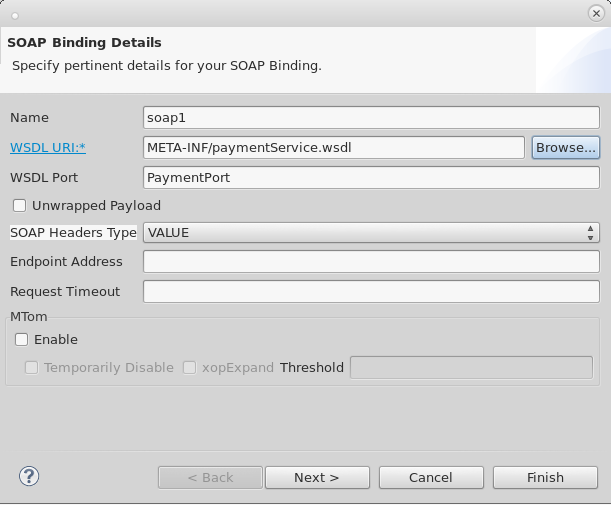 SOAP Binding Details
Specify pertinent details for your SOAP Binding.
Name soap1
WSDL URI:* META-INF/paymentService.wsdl Browse...
WSDL Port PaymentPort
Unwrapped Payload
SOAP Headers Type VALUE
Endpoint Address
Request Timeout
MTom
Enable
Temporarily Disable xopExpand Threshold
? < Back Next > Cancel Finish